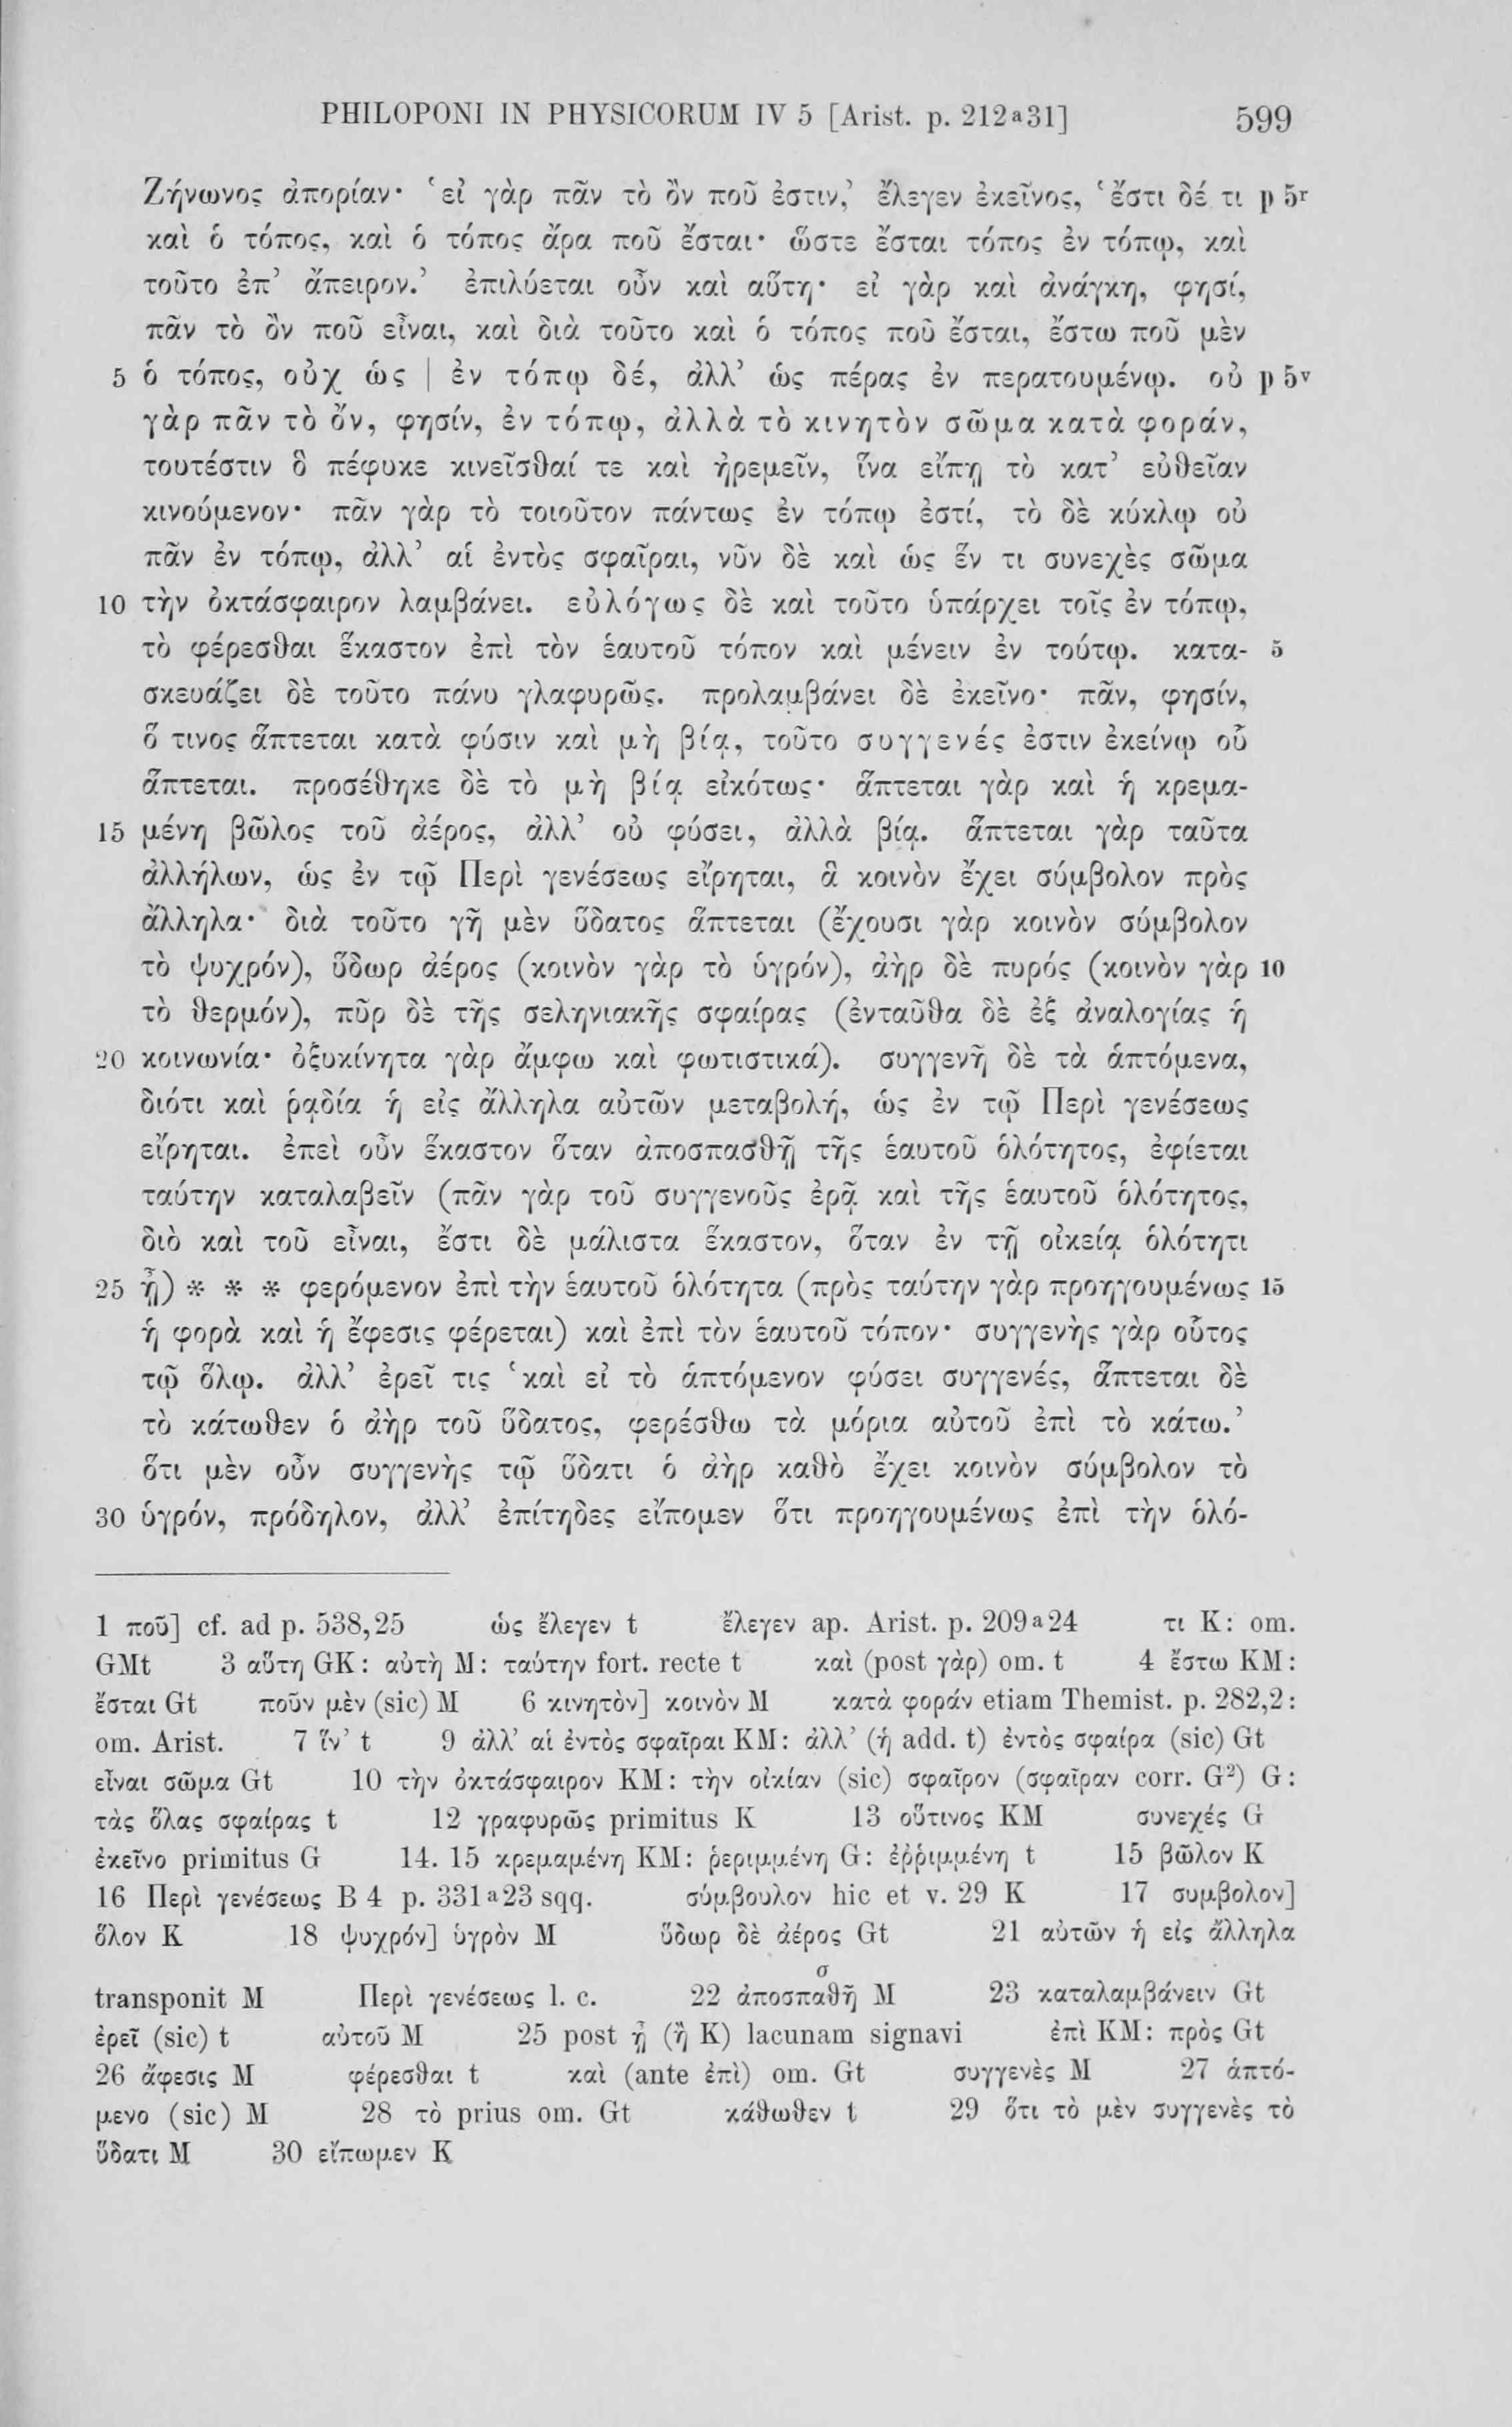 PHILOPONI IN PHYSICORUM IV 5 [Arist. p. 212a31] 599
Ζήνωνος ἀπορίαν· ‘εἰ γὰρ πᾶν τὸ ὂν ποῦ ἐστιν,’ ἔλεγεν ἐκεῖνος, ‘ἔστι δέ τι p 5r
καὶ ὁ τόπος, καὶ ὁ τόπος ἄρα ποῦ ἔσται· ὥστε ἔσται τόπος ἐν τόπῳ, καὶ
τοῦτο ἐπ’ ἄπειρον.’ ἐπιλύεται οὖν καὶ αὕτη· εἰ γὰρ καὶ ἀνάγκη, φησί,
πᾶν τὸ ὂν ποῦ εἶναι, καὶ διὰ τοῦτο καὶ ὁ τόπος ποῦ ἔσται, ἔστω ποῦ μὲν
5 ὁ τόπος, οὐχ ὡς | ἐν τόπῳ δέ, ἀλλ’ ὡς πέρας ἐν περατουμένῳ. οὐ p 5v
γὰρ πᾶν τὸ ὄν, φησίν, ἐν τόπῳ, ἀλλὰ τὸ κινητὸν σῶμα κατὰ φοράν,
τουτέστιν ὃ πέφυκε κινεῖσθαί τε καὶ ἠρεμεῖν, ἵνα εἴπῃ τὸ κατ’ εὐθεῖαν
κινούμενον· πᾶν γὰρ τὸ τοιοῦτον πάντως ἐν τόπῳ ἐστί, τὸ δὲ κύκλῳ οὐ
πᾶν ἐν τόπῳ, ἀλλ’ αἱ ἐντὸς σφαῖραι, νῦν δὲ καὶ ὡς ἕν τι συνεχὲς σῶμα
10 τὴν ὀκτάσφαιρον λαμβάνει. εὐλόγως δὲ καὶ τοῦτο ὑπάρχει τοῖς ἐν τόπῳ,
τὸ φέρεσθαι ἕκαστον ἐπὶ τὸν ἑαυτοῦ τόπον καὶ μένειν ἐν τούτῳ. κατα- 5
σκευάζει δὲ τοῦτο πάνυ γλαφυρῶς. προλαμβάνει δὲ ἐκεῖνο· πᾶν, φησίν,
ὅ τινος ἅπτεται κατὰ φύσιν καὶ μὴ βίᾳ, τοῦτο συγγενές ἐστιν ἐκείνῳ οὗ
ἅπτεται. προσέθηκε δὲ τὸ μὴ βίᾳ εἰκότως· ἅπτεται γὰρ καὶ ἡ κρεμα-
15 μένη βῶλος τοῦ ἀέρος, ἀλλ’ οὐ φύσει, ἀλλὰ βίᾳ. ἅπτεται γὰρ ταῦτα
ἀλλήλων, ὡς ἐν τῷ Περὶ γενέσεως εἴρηται, ἃ κοινὸν ἔχει σύμβολον πρὸς
ἄλληλα· διὰ τοῦτο γῆ μὲν ὕδατος ἅπτεται (ἔχουσι γὰρ κοινὸν σύμβολον
τὸ ψυχρόν), ὕδωρ ἀέρος (κοινὸν γὰρ τὸ ὑγρόν), ἀὴρ δὲ πυρός (κοινὸν γὰρ 10
τὸ θερμόν), πῦρ δὲ τῆς σεληνιακῆς σφαίρας (ἐνταῦθα δὲ ἐξ ἀναλογίας ἡ
20 κοινωνία· ὀξυκίνητα γὰρ ἄμφω καὶ φωτιστικά). συγγενῆ δὲ τὰ ἁπτόμενα,
διότι καὶ ῥᾳδία ἡ εἰς ἄλληλα αὐτῶν μεταβολή, ὡς ἐν τῷ Περὶ γενέσεως
εἴρηται. ἐπεὶ οὖν ἕκαστον ὅταν ἀποσπασθῇ τῆς ἑαυτοῦ ὁλότητος, ἐφίεται
ταύτην καταλαβεῖν (πᾶν γὰρ τοῦ συγγενοῦς ἐρᾷ καὶ τῆς ἑαυτοῦ ὁλότητος,
διὸ καὶ τοῦ εἶναι, ἔστι δὲ μάλιστα ἕκαστον, ὅταν ἐν τῇ οἰκείᾳ ὁλότητι
25 ᾖ) * * * φερόμενον ἐπὶ τὴν ἑαυτοῦ ὁλότητα (πρὸς ταύτην γὰρ προηγουμένως 15
ἡ φορὰ καὶ ἡ ἔφεσις φέρεται) καὶ ἐπὶ τὸν ἑαυτοῦ τόπον· συγγενὴς γὰρ οὗτος
τῷ ὅλῳ. ἀλλ’ ἐρεῖ τις ‘καὶ εἰ τὸ ἁπτόμενον φύσει συγγενές, ἅπτεται δὲ
τὸ κάτωθεν ὁ ἀὴρ τοῦ ὕδατος, φερέσθω τὰ μόρια αὐτοῦ ἐπὶ τὸ κάτω.’
ὅτι μὲν οὖν συγγενὴς τῷ ὕδατι ὁ ἀὴρ καθὸ ἔχει κοινὸν σύμβολον τὸ
30 ὑγρόν, πρόδηλον, ἀλλ’ ἐπίτηδες εἴπομεν ὅτι προηγουμένως ἐπὶ τὴν ὁλό-
1 ποῦ] cf. ad p. 538,25 ὡς ἔλεγεν t ἔλεγεν ap. Arist. p. 209a24 τι K: om.
GMt 3 αὕτη GK: αὐτὴ M: ταύτην fort. recte t καὶ (post γὰρ) om. t 4 ἔστω KM:
ἔσται Gt ποῦν μὲν (sic) M 6 κινητὸν] κοινὸν M κατὰ φοράν etiam Themist. p. 282,2:
om. Arist. 7 ἵν’ t 9 ἀλλ’ αἱ ἐντὸς σφαῖραι KM: ἀλλ’ (ἡ add. t) ἐντὸς σφαίρα (sic) Gt
εἶναι σῶμα Gt 10 τὴν ὀκτάσφαιρον KM: τὴν οἰκίαν (sic) σφαῖρον (σφαῖραν corr. G²) G:
τὰς ὅλας σφαίρας t 12 γραφυρῶς primitus K 13 οὕτινος KM συνεχές G
ἐκεῖνο primitus G 14. 15 κρεμαμένη KM: ῥεριμμένη G: ἐῤῥιμμένη t 15 βῶλον K
16 Περὶ γενέσεως B 4 p. 331a23 sqq. σύμβουλον hic et v. 29 K 17 συμβολον]
ὅλον K 18 ψυχρόν] ὑγρὸν M ὕδωρ δὲ ἀέρος Gt 21 αὐτῶν ἡ εἰς ἄλληλα
σ
transponit M Περὶ γενέσεως l. c. 22 ἀποσπαθῆ M 23 καταλαμβάνειν Gt
ἐρεῖ (sic) t αὐτοῦ M 25 post ᾖ (ἢ K) lacunam signavi ἐπὶ KM: πρὸς Gt
26 ἄφεσις M φέρεσθαι t καὶ (ante ἐπὶ) om. Gt συγγενὲς M 27 ἁπτό-
μενο (sic) M 28 τὸ prius om. Gt κάθωθεν t 29 ὅτι τὸ μὲν συγγενὲς τὸ
ὕδατι M 30 εἴπωμεν K